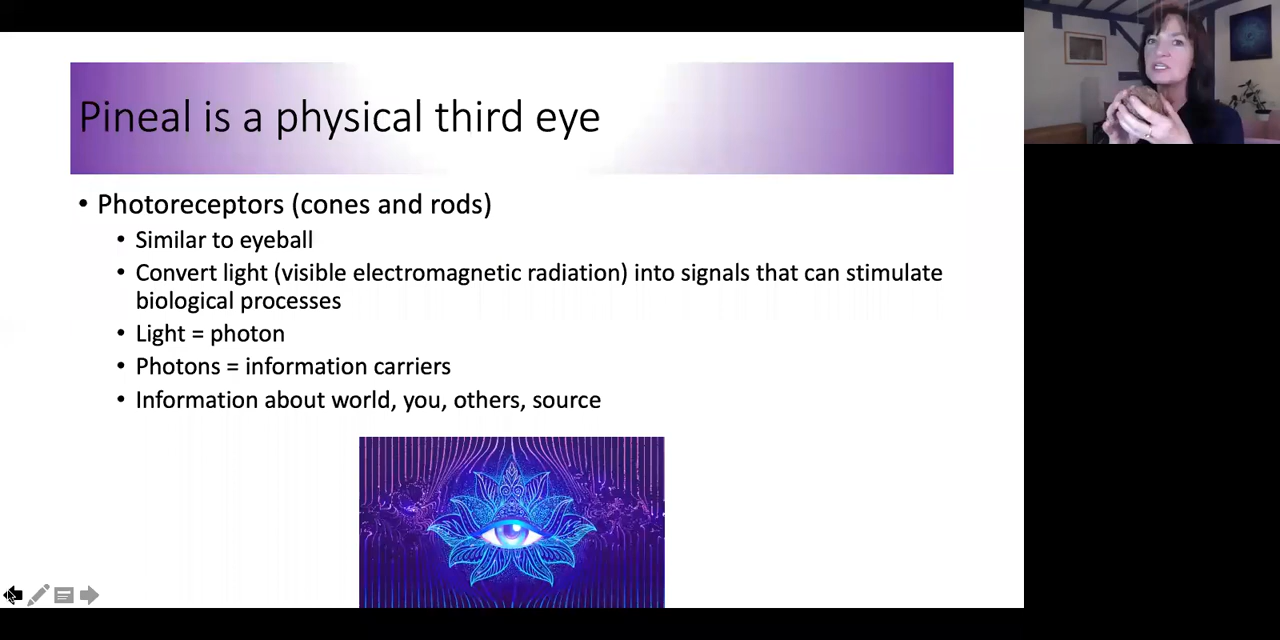 Pineal is a physical third eye
• Photoreceptors (cones and rods)
• Similar to eyeball
• Convert light (visible electromagnetic radiation) into signals that can stimulate
biological processes
• Light = photon
• Photons = information carriers
• Information about world, you, others, source